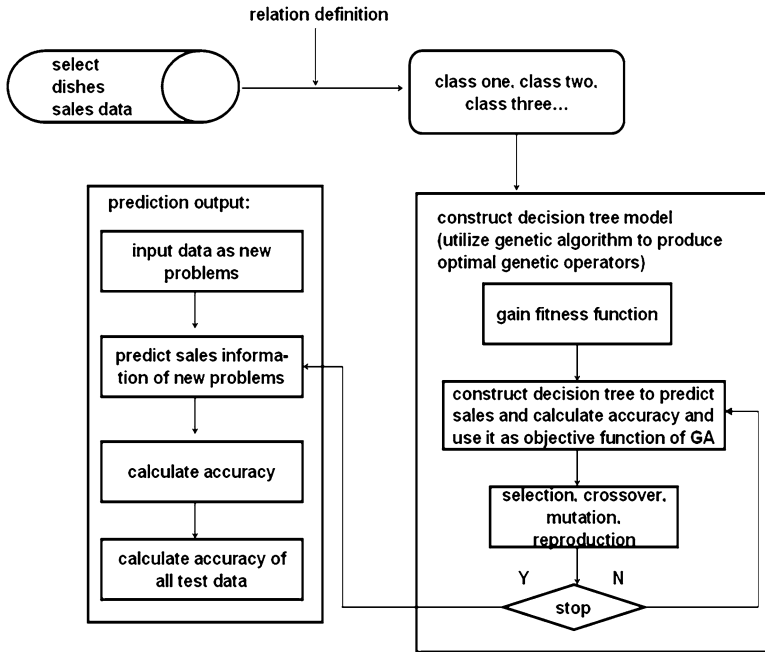 relation definition
select
dishes
sales data
class one, class two,
class three...
prediction output:
input data as new
problems
predict sales informa-
tion of new problems
calculate accuracy
calculate accuracy of
all test data
construct decision tree model
(utilize genetic algorithm to produce
optimal genetic operators)
gain fitness function
construct decision tree to predict
sales and calculate accuracy and
use it as objective function of GA
selection, crossover,
mutation,
reproduction
Y
N
stop